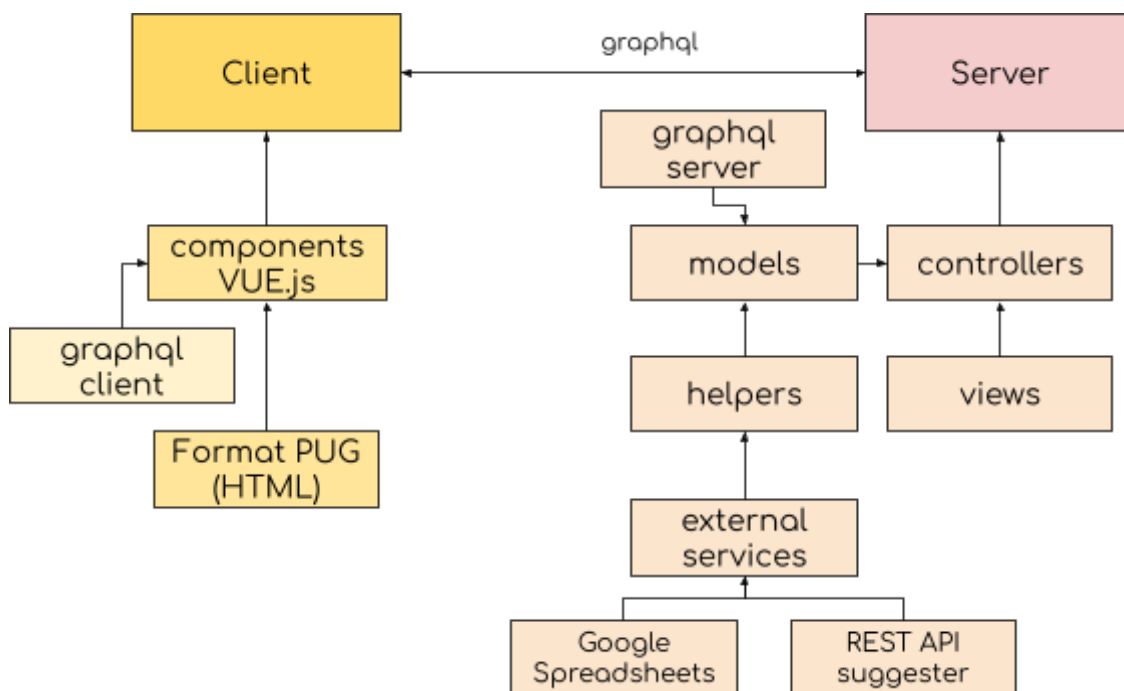 graphql
Client
Server
graphql
server
components
VUE.js
models
controllers
graphql
client
helpers
views
Format PUG
(HTML)
external
services
Google
Spreadsheets
REST API
suggester